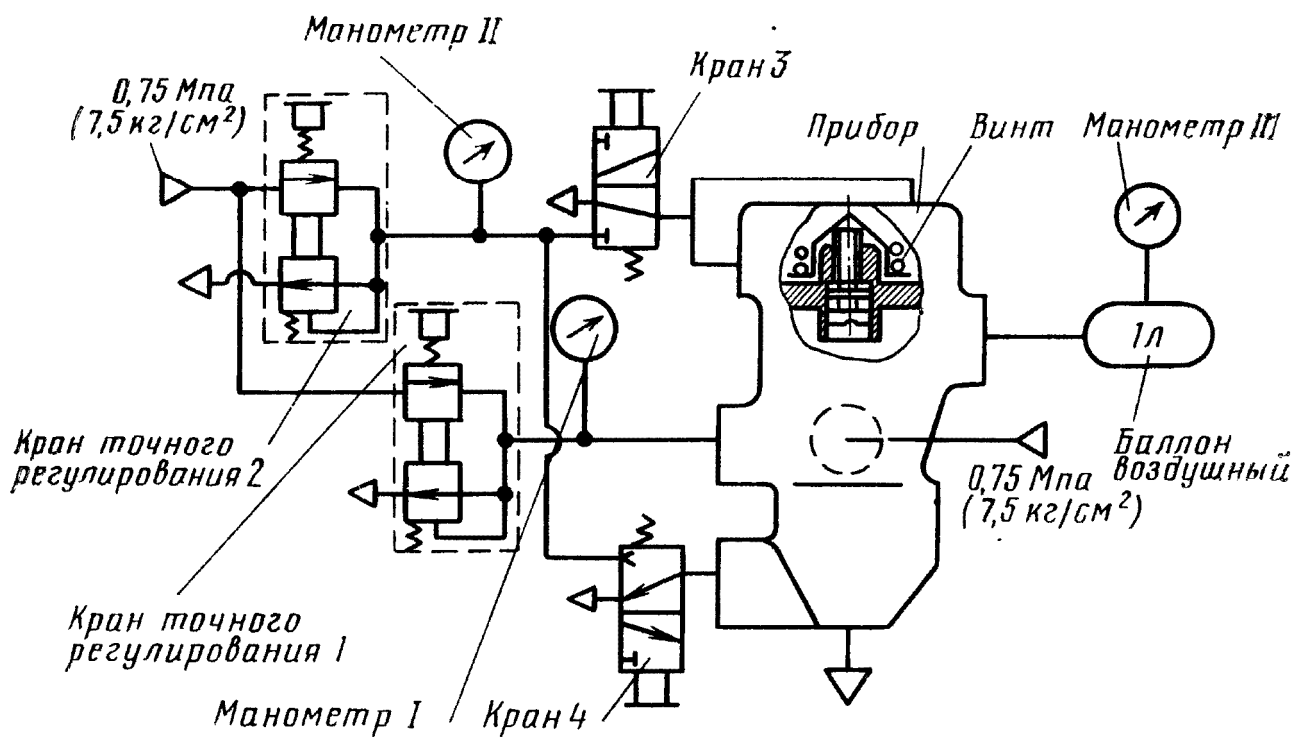 Манометр II
0,75 Мпа
(7,5 кг/см²)
Кран 3
Прибор
Винт
Манометр III
1л
Кран точного
регулирования 2
Баллон
воздушный
0,75 Мпа
(7,5 кг/см²)
Кран точного
регулирования 1
Манометр I
Кран 4